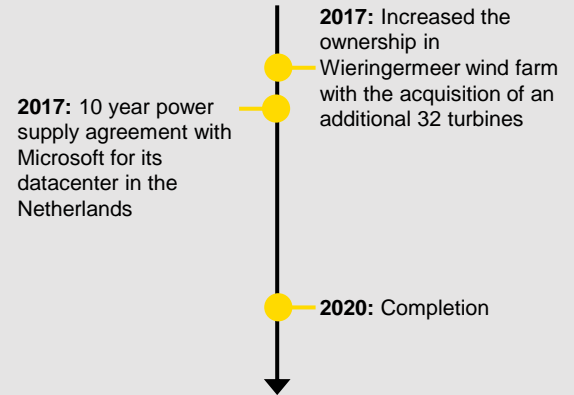 2017: Increased the
ownership in
Wieringermeer wind farm
with the acquisition of an
additional 32 turbines
2017: 10 year power
supply agreement with
Microsoft for its
datacenter in the
Netherlands
2020: Completion